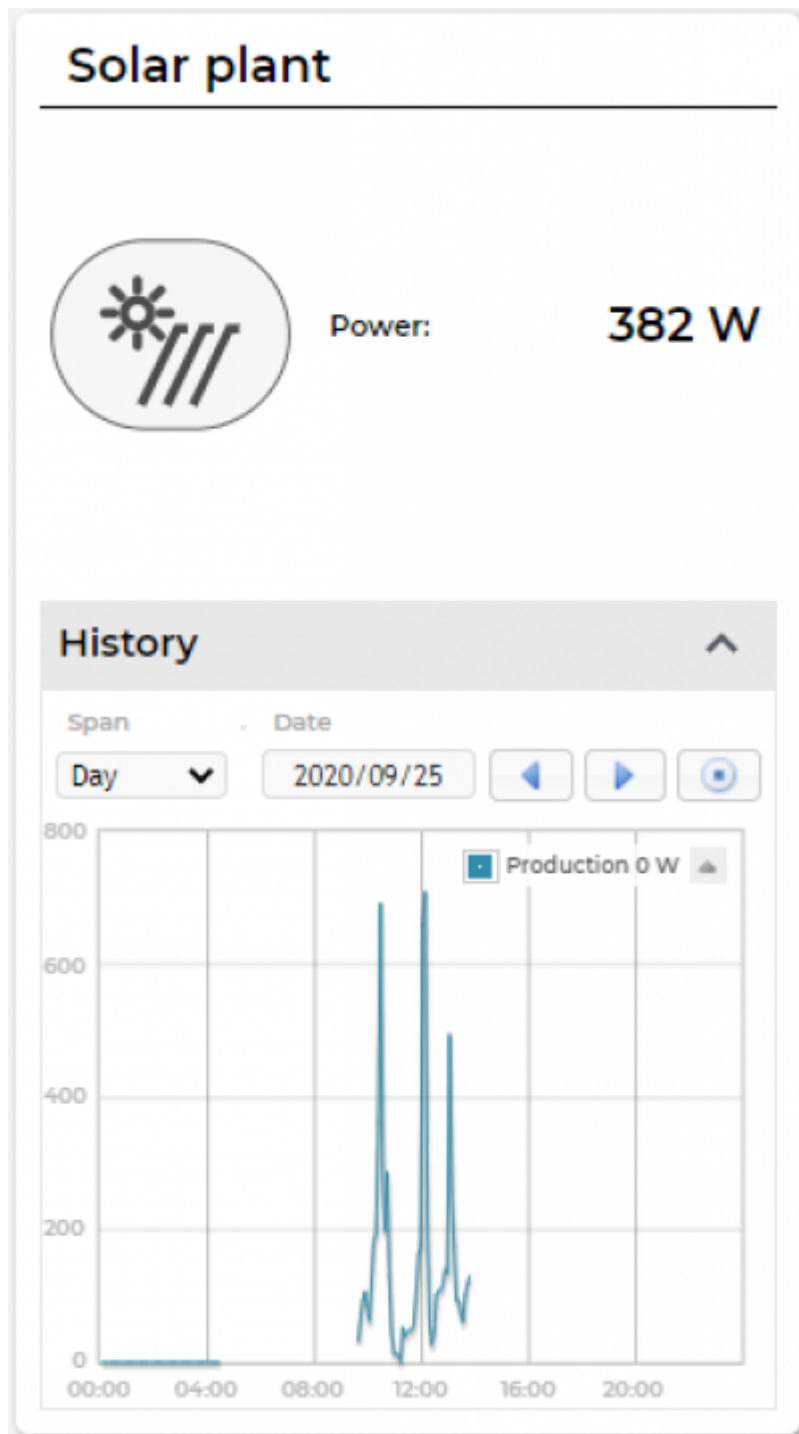 Solar plant
Power: 382 W
History
Span . Date
Day 2020/09/25
800
Production 0 W
600
400
200
0
00:00 04:00 08:00 12:00 16:00 20:00